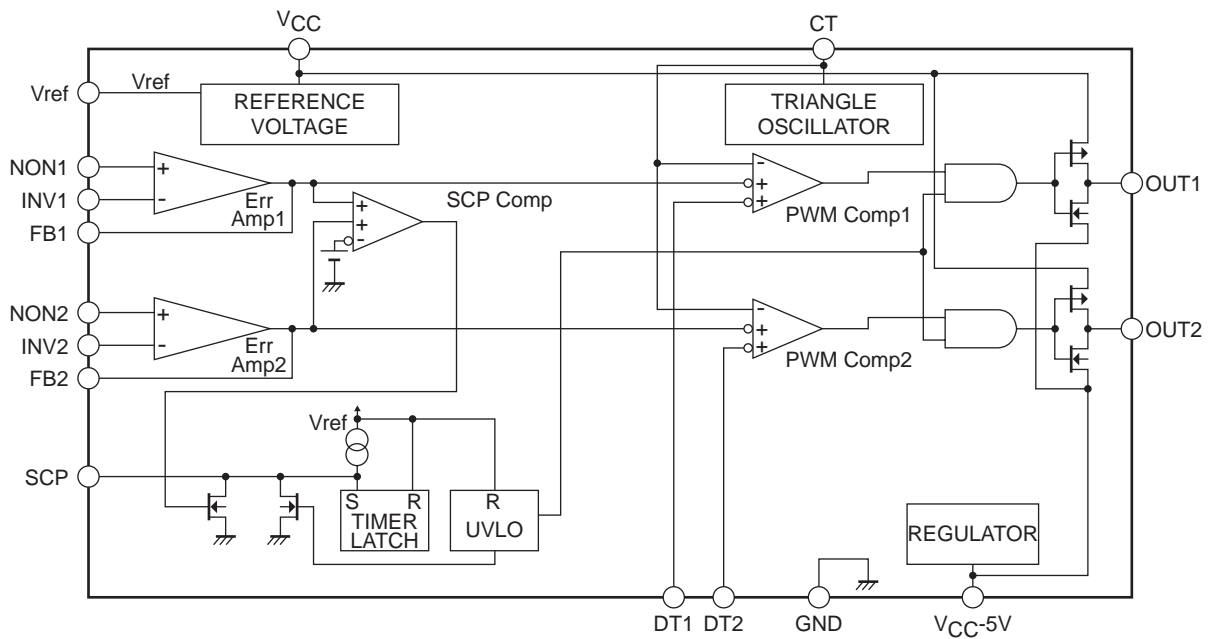 VCC
CT
Vref
Vref
REFERENCE
VOLTAGE
TRIANGLE
OSCILLATOR
NON1
+
INV1
-
Err
Amp1
FB1
+
+
-
SCP Comp
-
+
+
PWM Comp1
OUT1
NON2
+
INV2
-
Err
Amp2
FB2
-
+
+
PWM Comp2
OUT2
Vref
SCP
S R
TIMER
LATCH
R
UVLO
REGULATOR
DT1
DT2
GND
VCC-5V